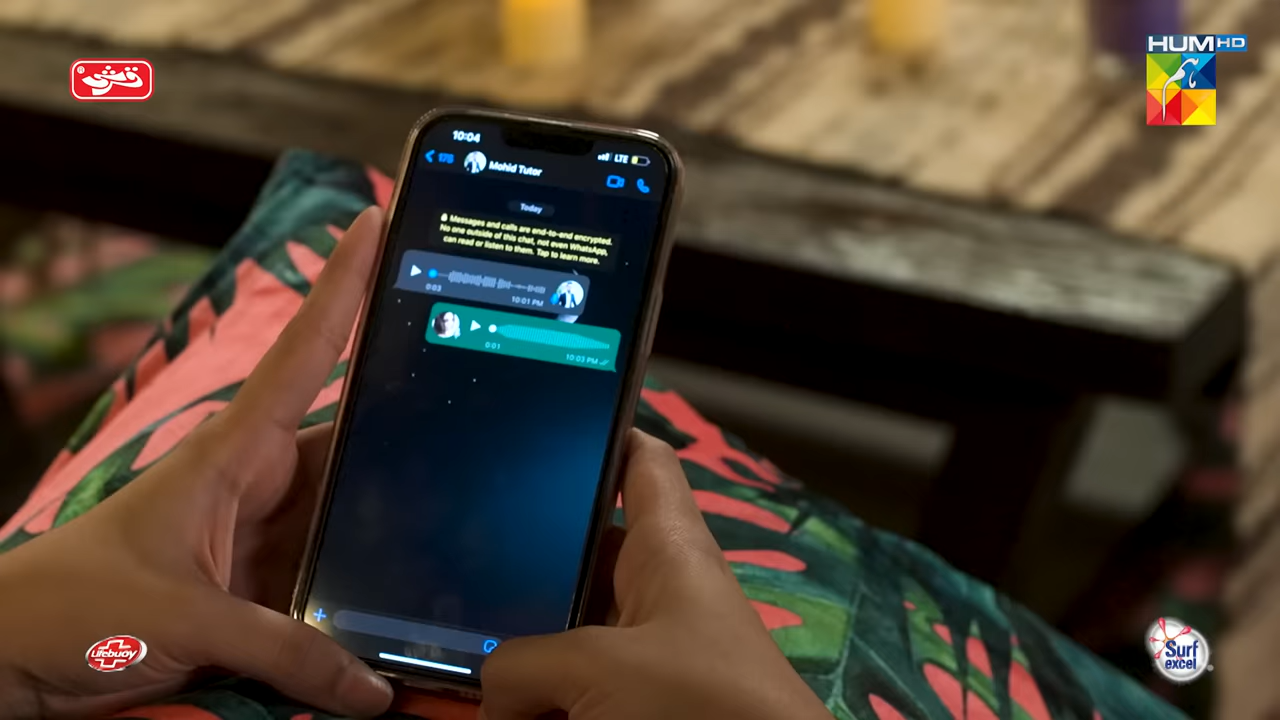 قرشی
HUM HD
ہم
10:04
LTE
175
Mohid Tutor
Today
Messages and calls are end-to-end encrypted.
No one outside of this chat, not even WhatsApp,
can read or listen to them. Tap to learn more.
0:03
10:01 PM
0:01
10:03 PM
Lifebuoy
Surf
excel